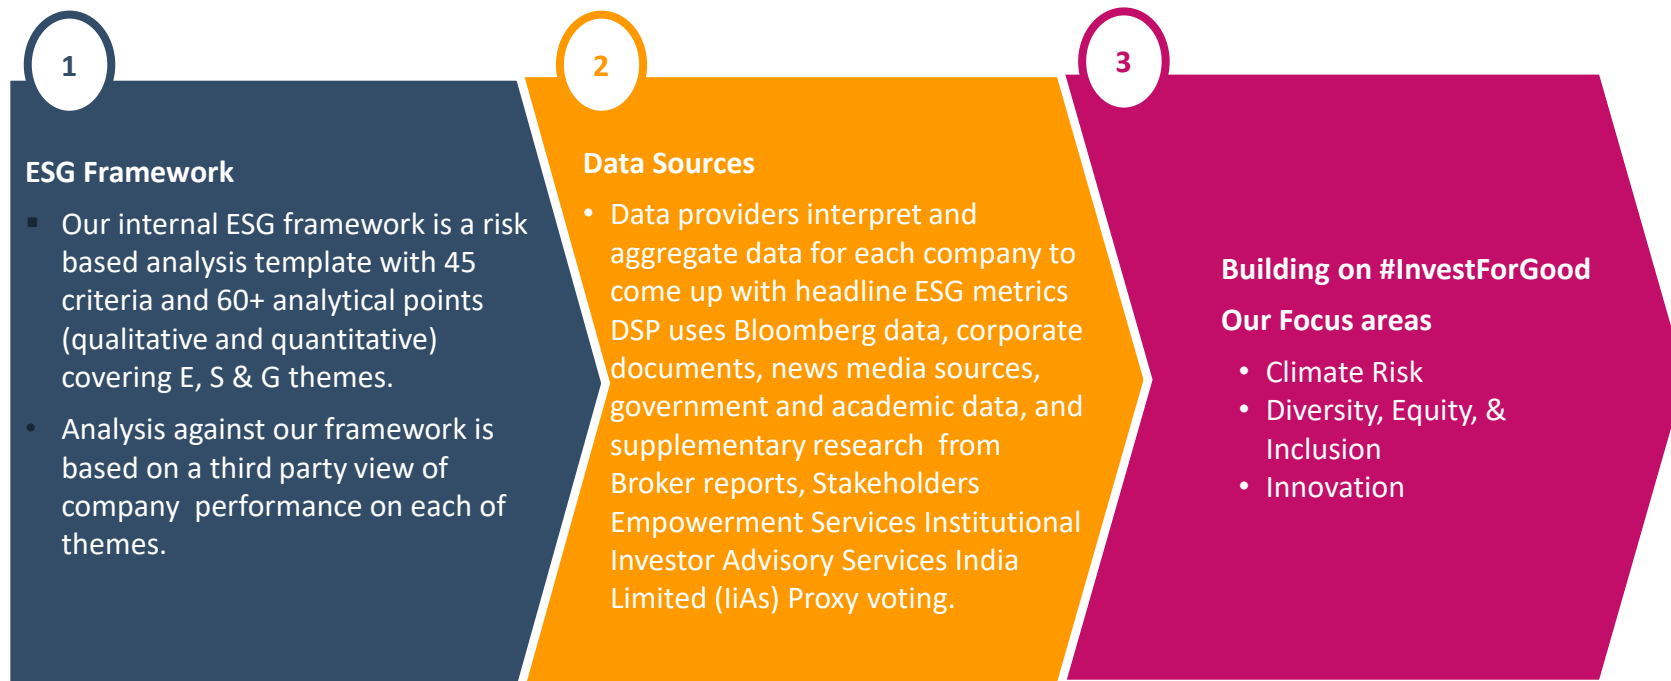 1
ESG Framework
▪ Our internal ESG framework is a risk
based analysis template with 45
criteria and 60+ analytical points
(qualitative and quantitative)
covering E, S & G themes.
• Analysis against our framework is
based on a third party view of
company performance on each of
themes.
2
Data Sources
• Data providers interpret and
aggregate data for each company to
come up with headline ESG metrics
DSP uses Bloomberg data, corporate
documents, news media sources,
government and academic data, and
supplementary research from
Broker reports, Stakeholders
Empowerment Services Institutional
Investor Advisory Services India
Limited (IiAs) Proxy voting.
3
Building on #InvestForGood
Our Focus areas
• Climate Risk
• Diversity, Equity, &
Inclusion
• Innovation